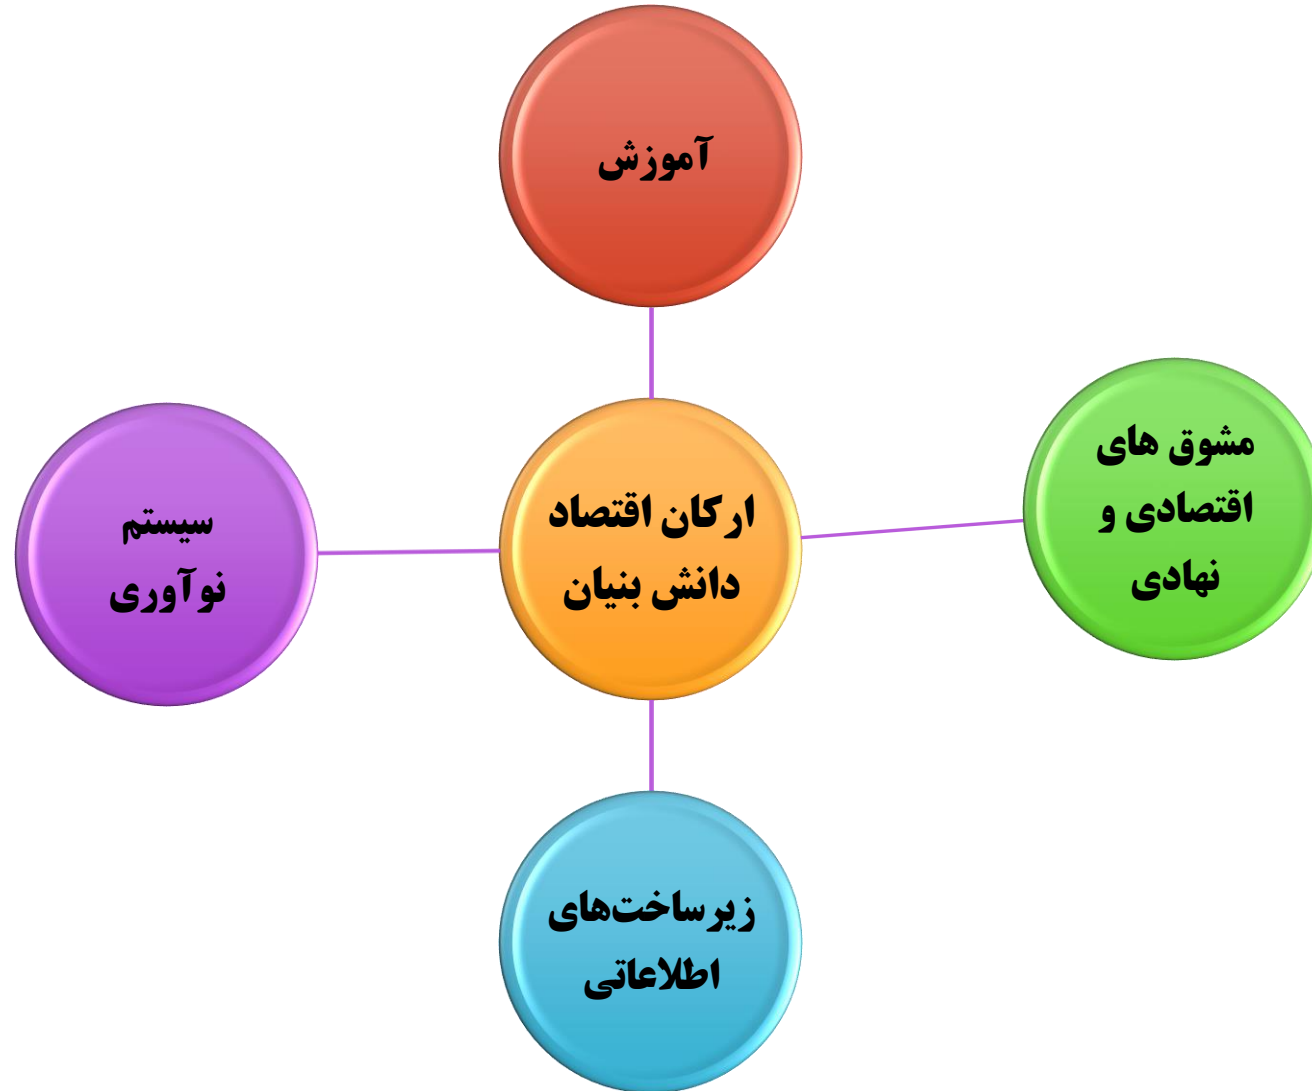 آموزش
مشوق های
اقتصادی و
نهادی
ارکان اقتصاد
دانش بنیان
سیستم
نوآوری
زیرساخت‌های
اطلاعاتی